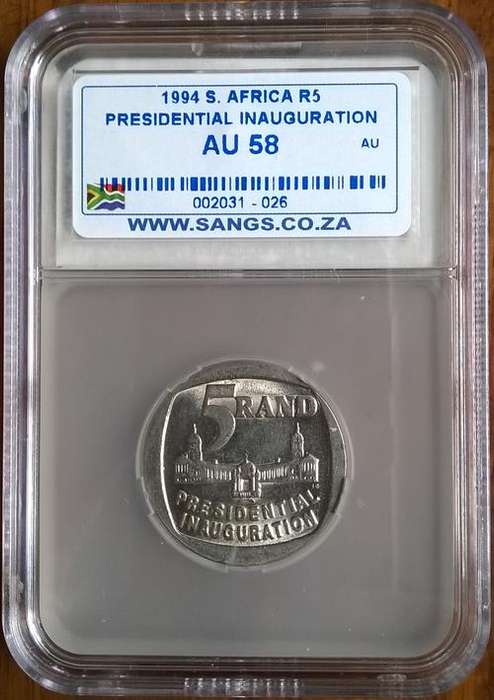 1994 S. AFRICA R5
PRESIDENTIAL INAUGURATION
AU 58 AU
002031 - 026
WWW.SANGS.CO.ZA
5 RAND
PRESIDENTIAL
INAUGURATION